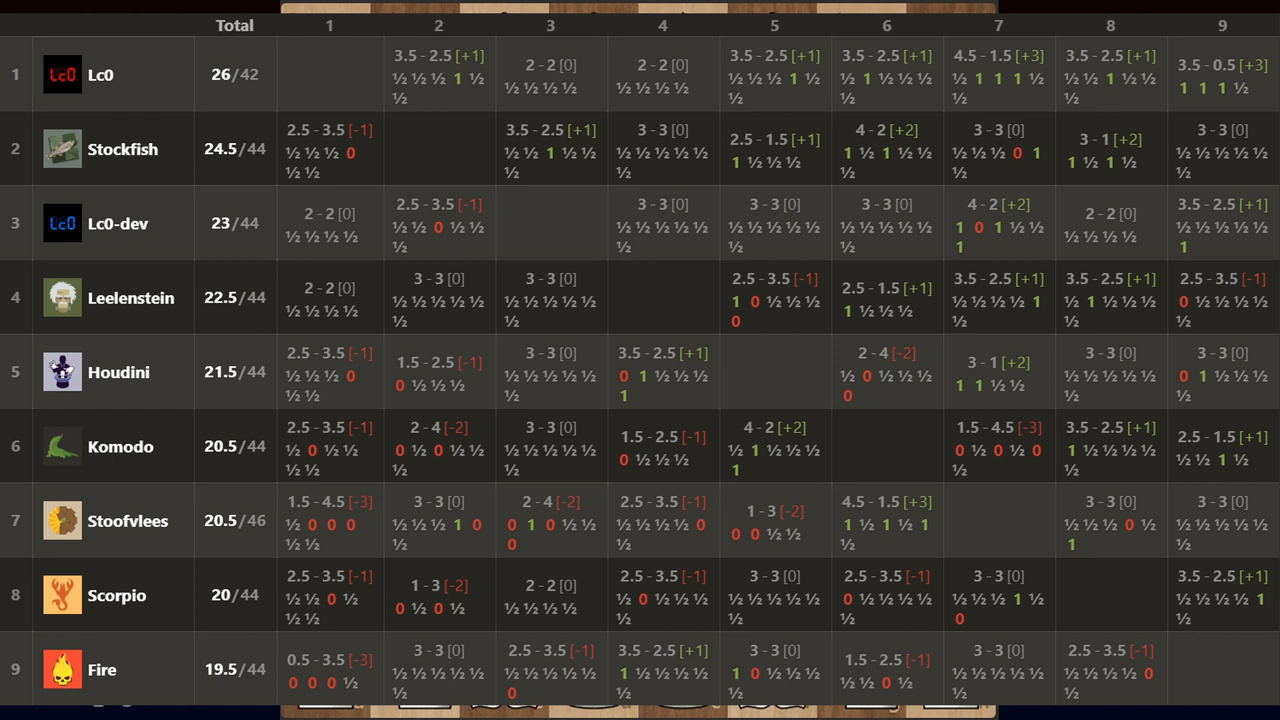 Total 1 2 3 4 5 6 7 8 9
1 Lc0 Lc0 26/42 3.5 - 2.5 [+1] 2 - 2 [0] 2 - 2 [0] 3.5 - 2.5 [+1] 3.5 - 2.5 [+1] 4.5 - 1.5 [+3] 3.5 - 2.5 [+1] 3.5 - 0.5 [+3]
½ ½ ½ 1 ½ ½ ½ ½ ½ ½ ½ ½ ½ ½ ½ ½ 1 ½ ½ 1 ½ ½ ½ ½ 1 1 1 ½ ½ ½ 1 ½ ½ 1 1 1 ½
½ ½ ½ ½ ½
2 Stockfish 24.5/44 2.5 - 3.5 [-1] 3.5 - 2.5 [+1] 3 - 3 [0] 2.5 - 1.5 [+1] 4 - 2 [+2] 3 - 3 [0] 3 - 1 [+2] 3 - 3 [0]
½ ½ ½ 0 ½ ½ 1 ½ ½ ½ ½ ½ ½ ½ 1 ½ ½ ½ 1 ½ 1 ½ ½ ½ ½ ½ 0 1 1 ½ 1 ½ ½ ½ ½ ½ ½
½ ½ ½ ½ ½ ½ ½
3 Lc0 Lc0-dev 23/44 2 - 2 [0] 2.5 - 3.5 [-1] 3 - 3 [0] 3 - 3 [0] 3 - 3 [0] 4 - 2 [+2] 2 - 2 [0] 3.5 - 2.5 [+1]
½ ½ ½ ½ ½ ½ 0 ½ ½ ½ ½ ½ ½ ½ ½ ½ ½ ½ ½ ½ ½ ½ ½ ½ 1 0 1 ½ ½ ½ ½ ½ ½ ½ ½ ½ ½ ½
½ ½ ½ ½ 1 1
4 Leelenstein 22.5/44 2 - 2 [0] 3 - 3 [0] 3 - 3 [0] 2.5 - 3.5 [-1] 2.5 - 1.5 [+1] 3.5 - 2.5 [+1] 3.5 - 2.5 [+1] 2.5 - 3.5 [-1]
½ ½ ½ ½ ½ ½ ½ ½ ½ ½ ½ ½ ½ ½ 1 0 ½ ½ ½ 1 ½ ½ ½ ½ ½ ½ ½ 1 ½ 1 ½ ½ ½ 0 ½ ½ ½ ½
½ ½ 0 ½ ½ ½
5 Houdini 21.5/44 2.5 - 3.5 [-1] 1.5 - 2.5 [-1] 3 - 3 [0] 3.5 - 2.5 [+1] 2 - 4 [-2] 3 - 1 [+2] 3 - 3 [0] 3 - 3 [0]
½ ½ ½ 0 0 ½ ½ ½ ½ ½ ½ ½ ½ 0 1 ½ ½ ½ ½ 0 ½ ½ ½ 1 1 ½ ½ ½ ½ ½ ½ ½ 0 1 ½ ½ ½
½ ½ ½ 1 0 ½ ½
6 Komodo 20.5/44 2.5 - 3.5 [-1] 2 - 4 [-2] 3 - 3 [0] 1.5 - 2.5 [-1] 4 - 2 [+2] 1.5 - 4.5 [-3] 3.5 - 2.5 [+1] 2.5 - 1.5 [+1]
½ 0 ½ ½ ½ 0 ½ 0 ½ ½ ½ ½ ½ ½ ½ 0 ½ ½ ½ ½ 1 ½ ½ ½ 0 ½ 0 ½ 0 1 ½ ½ ½ ½ ½ ½ 1 ½
½ ½ ½ ½ 1 ½ ½
7 Stoofvlees 20.5/46 1.5 - 4.5 [-3] 3 - 3 [0] 2 - 4 [-2] 2.5 - 3.5 [-1] 1 - 3 [-2] 4.5 - 1.5 [+3] 3 - 3 [0] 3 - 3 [0]
½ 0 0 0 ½ ½ ½ 1 0 0 1 0 ½ ½ ½ ½ ½ ½ 0 0 0 ½ ½ 1 ½ 1 ½ 1 ½ ½ ½ 0 ½ ½ ½ ½ ½ ½
½ ½ ½ 0 ½ ½ 1 ½
8 Scorpio 20/44 2.5 - 3.5 [-1] 1 - 3 [-2] 2 - 2 [0] 2.5 - 3.5 [-1] 3 - 3 [0] 2.5 - 3.5 [-1] 3 - 3 [0] 3.5 - 2.5 [+1]
½ ½ 0 ½ 0 ½ 0 ½ ½ ½ ½ ½ ½ 0 ½ ½ ½ ½ ½ ½ ½ ½ 0 ½ ½ ½ ½ ½ ½ ½ 1 ½ ½ ½ ½ ½ 1
½ ½ ½ ½ ½ 0 ½
9 Fire 19.5/44 0.5 - 3.5 [-3] 3 - 3 [0] 2.5 - 3.5 [-1] 3.5 - 2.5 [+1] 3 - 3 [0] 1.5 - 2.5 [-1] 3 - 3 [0] 2.5 - 3.5 [-1]
0 0 0 ½ ½ ½ ½ ½ ½ ½ ½ ½ ½ ½ 1 ½ ½ ½ ½ 1 0 ½ ½ ½ ½ ½ 0 ½ ½ ½ ½ ½ ½ ½ ½ ½ ½ 0
½ 0 ½ ½ ½ ½